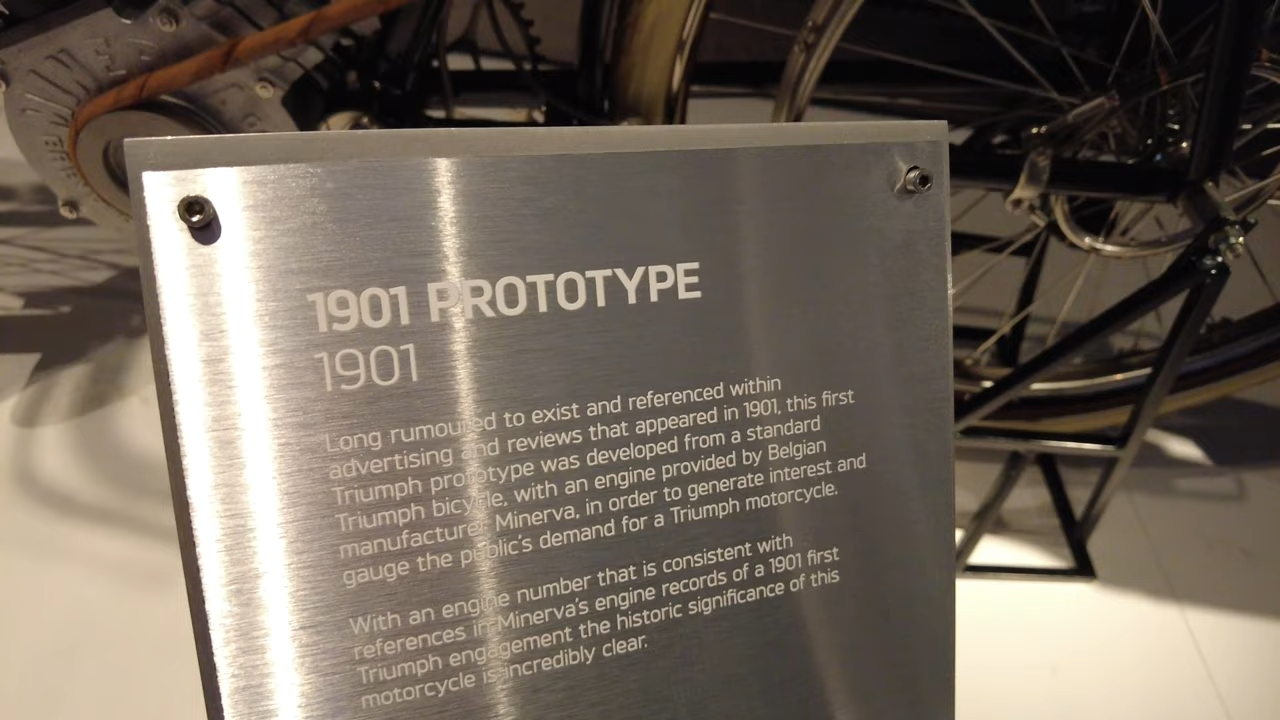 1901 PROTOTYPE
1901
Long rumoured to exist and referenced within
advertising and reviews that appeared in 1901, this first
Triumph prototype was developed from a standard
Triumph bicycle, with an engine provided by Belgian
manufacturer Minerva, in order to generate interest and
gauge the public's demand for a Triumph motorcycle.
With an engine number that is consistent with
references in Minerva's engine records of a 1901 first
Triumph engagement the historic significance of this
motorcycle is incredibly clear.